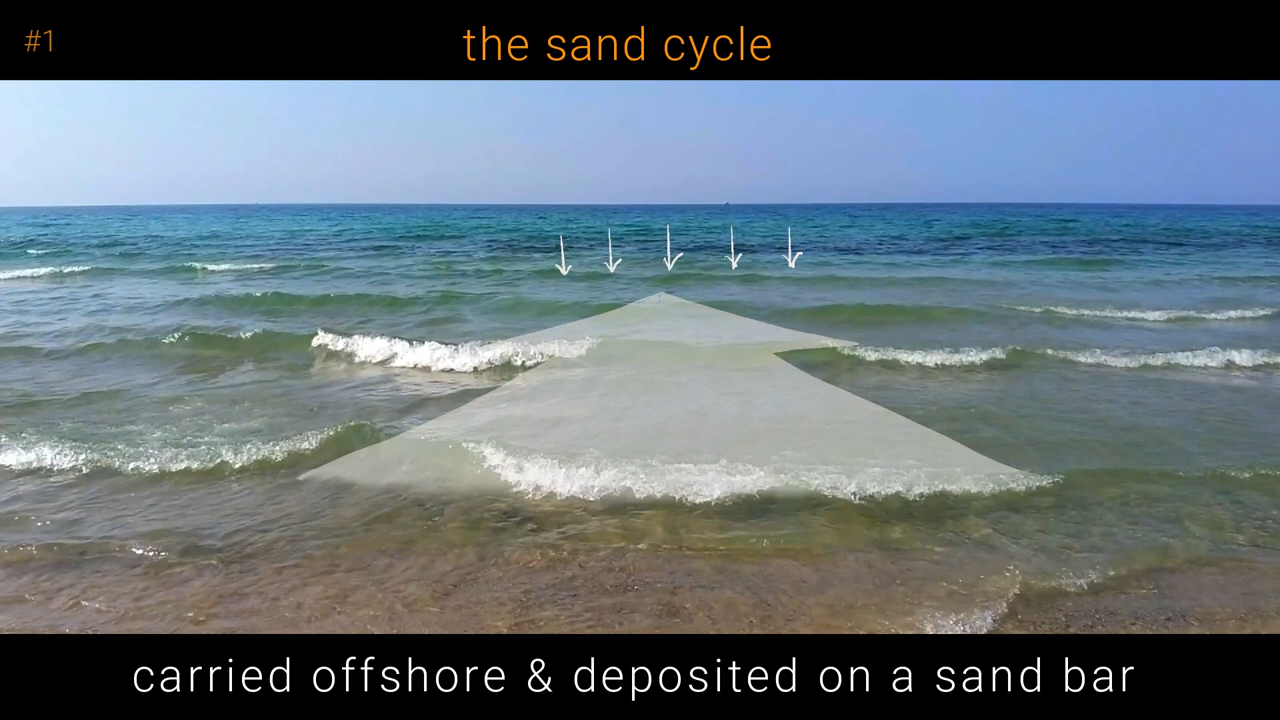 #1
the sand cycle
carried offshore & deposited on a sand bar